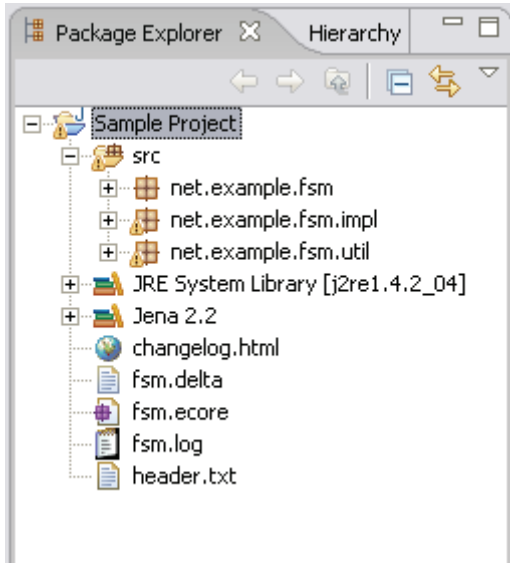 Package Explorer Hierarchy
Sample Project
src
net.example.fsm
net.example.fsm.impl
net.example.fsm.util
JRE System Library [j2re1.4.2_04]
Jena 2.2
changelog.html
fsm.delta
fsm.ecore
fsm.log
header.txt